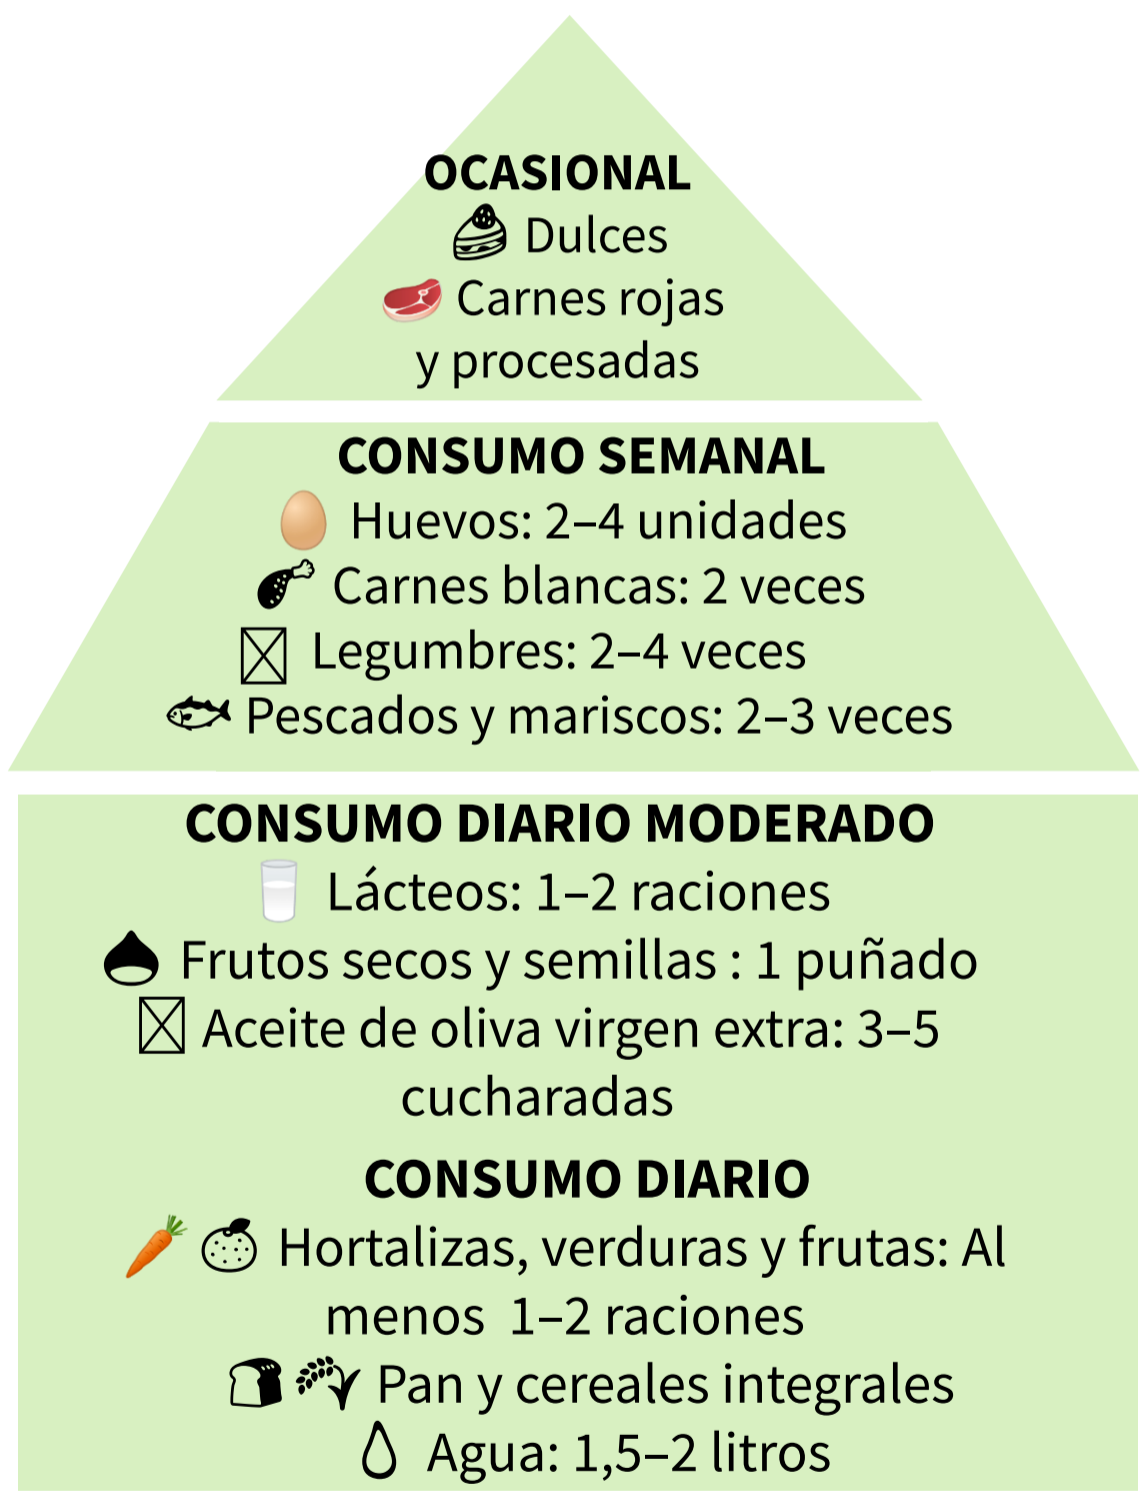 OCASIONAL
🍰 Dulces
🥩 Carnes rojas
y procesadas
CONSUMO SEMANAL
🥚 Huevos: 2–4 unidades
🍗 Carnes blancas: 2 veces
Legumbres: 2–4 veces
🐟 Pescados y mariscos: 2–3 veces
CONSUMO DIARIO MODERADO
🥛 Lácteos: 1–2 raciones
🌰 Frutos secos y semillas : 1 puñado
Aceite de oliva virgen extra: 3–5
cucharadas
CONSUMO DIARIO
🥕🍊 Hortalizas, verduras y frutas: Al
menos 1–2 raciones
🍞🌾 Pan y cereales integrales
💧 Agua: 1,5–2 litros